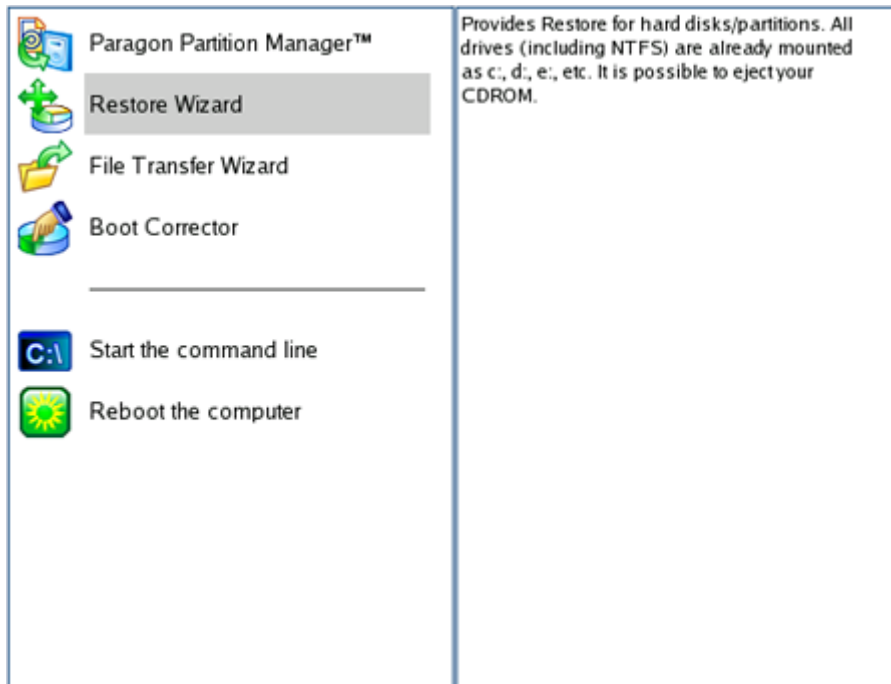 Paragon Partition Manager™
Restore Wizard
File Transfer Wizard
Boot Corrector
C:\
Start the command line
Reboot the computer
Provides Restore for hard disks/partitions. All
drives (including NTFS) are already mounted
as c:, d:, e:, etc. It is possible to eject your
CDROM.